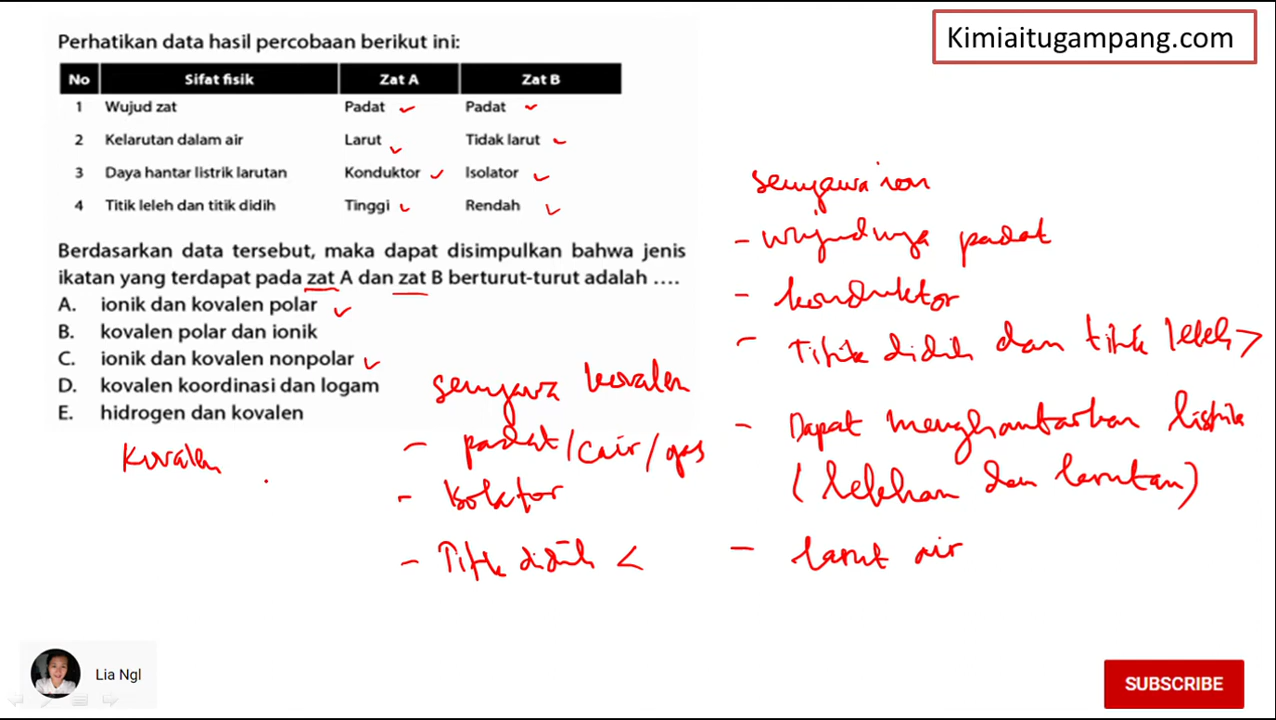 Kimiaitugampang.com
Perhatikan data hasil percobaan berikut ini:
No Sifat fisik Zat A Zat B
1 Wujud zat Padat Padat
2 Kelarutan dalam air Larut Tidak larut
3 Daya hantar listrik larutan Konduktor Isolator
4 Titik leleh dan titik didih Tinggi Rendah
Berdasarkan data tersebut, maka dapat disimpulkan bahwa jenis
ikatan yang terdapat pada zat A dan zat B berturut-turut adalah ....
A. ionik dan kovalen polar
B. kovalen polar dan ionik
C. ionik dan kovalen nonpolar
D. kovalen koordinasi dan logam
E. hidrogen dan kovalen
Kovalen
senyawa kovalen
- padat/cair/gas
- Isolator
- Titik didih <
senyawa ion
- wujudnya padat
- konduktor
- Titik didih dan titik leleh >
- Dapat menghantarkan listrik
(lelehan dan larutan)
- larut air
Lia Ngl
SUBSCRIBE